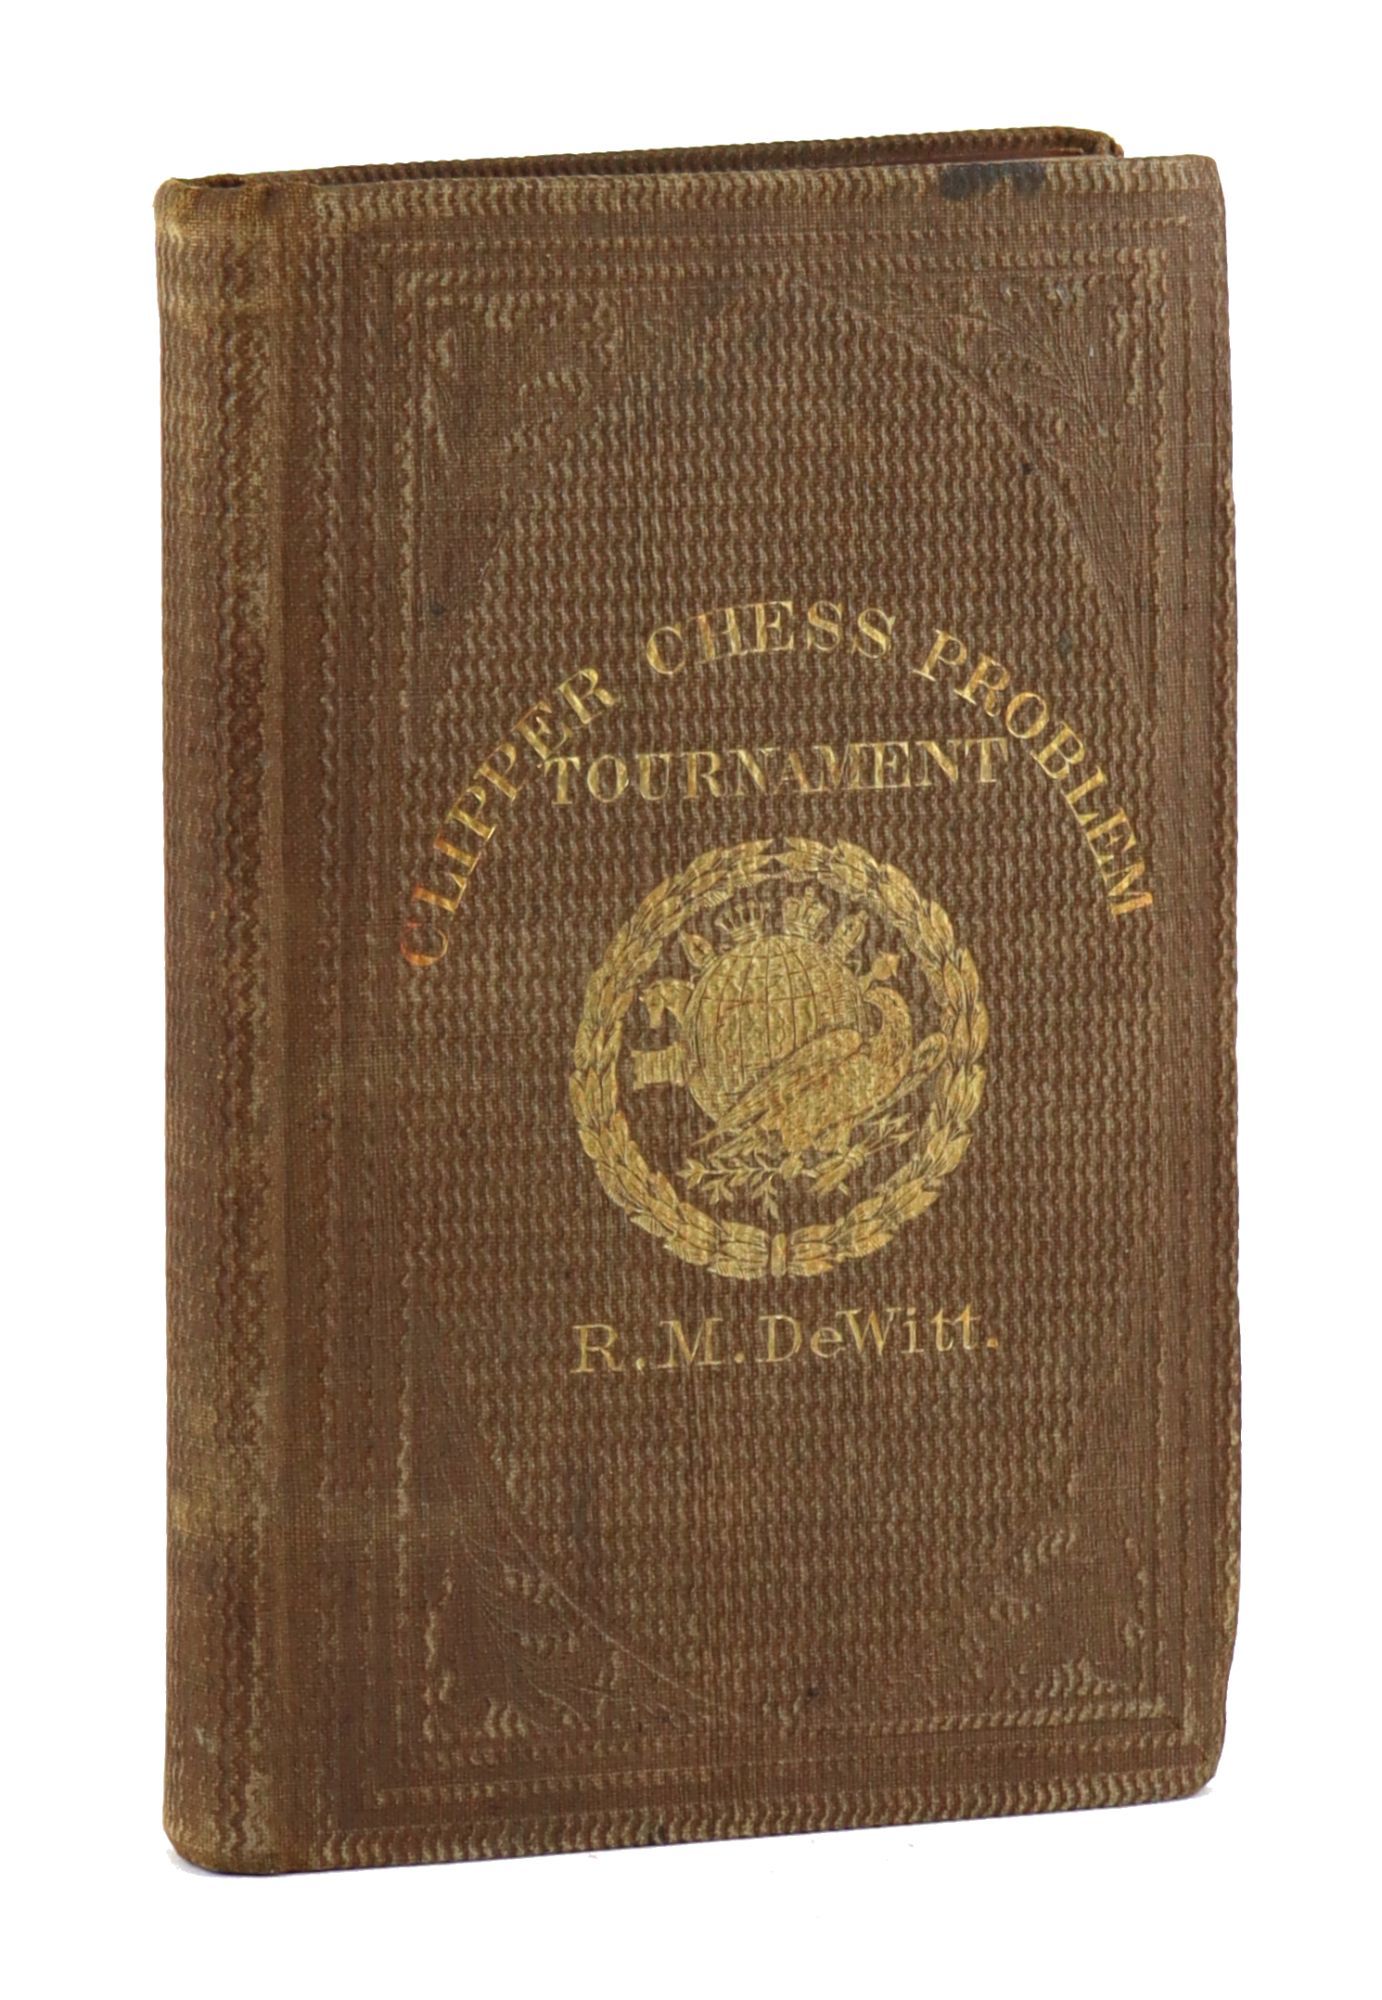 CLIPPER CHESS PROBLEM
TOURNAMENT
R. M. DeWitt.